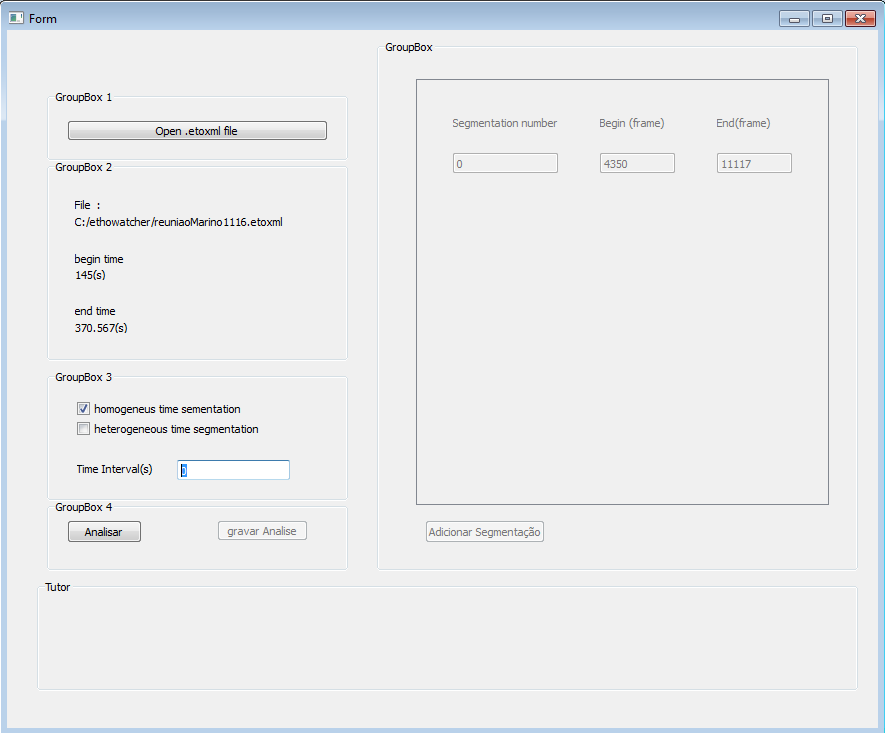 Form
GroupBox 1
Open .etoxml file
GroupBox 2
File :
C:/ethowatcher/reuniaoMarino1116.etoxml
begin time
145(s)
end time
370.567(s)
GroupBox 3
homogeneus time sementation
heterogeneous time segmentation
Time Interval(s) 0
GroupBox 4
Analisar gravar Analise
GroupBox
Segmentation number Begin (frame) End(frame)
0 4350 11117
Adicionar Segmentação
Tutor